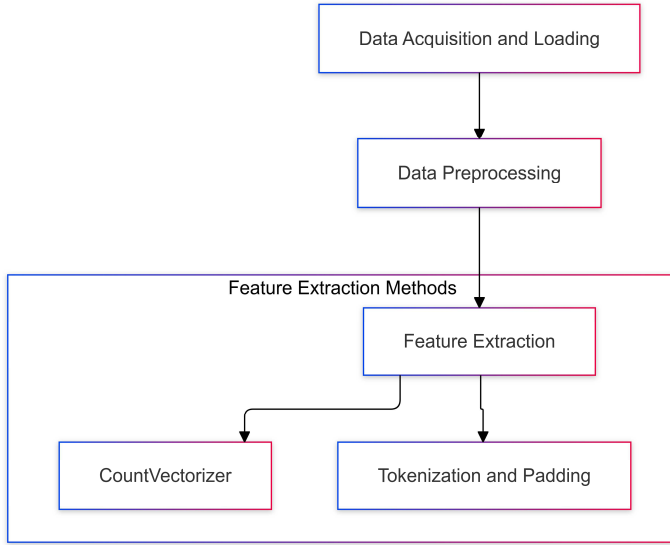 Data Acquisition and Loading
Data Preprocessing
Feature Extraction Methods
Feature Extraction
CountVectorizer
Tokenization and Padding